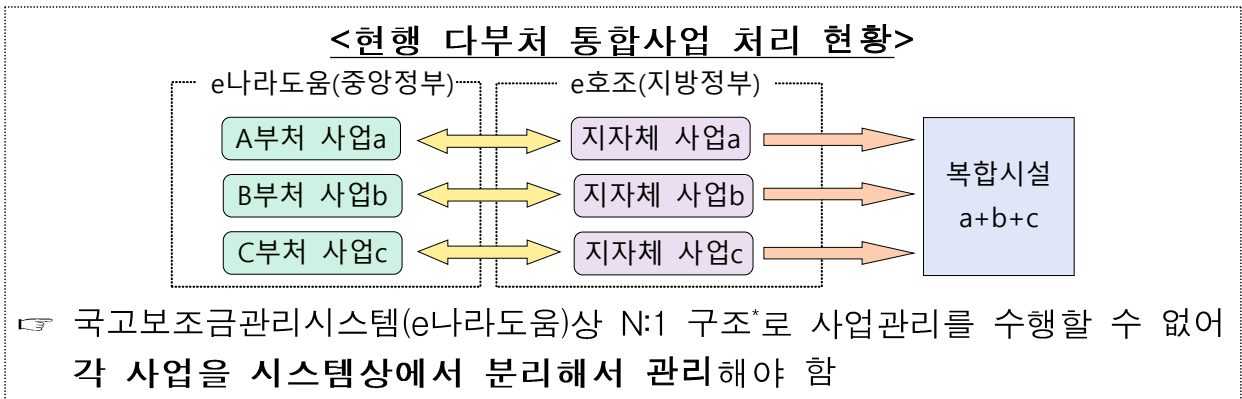 <현행 다부처 통합사업 처리 현황>
e나라도움(중앙정부) e호조(지방정부)
A부처 사업a 지자체 사업a
B부처 사업b 지자체 사업b
C부처 사업c 지자체 사업c
복합시설
a+b+c
☞ 국고보조금관리시스템(e나라도움)상 N:1 구조*로 사업관리를 수행할 수 없어
각 사업을 시스템상에서 분리해서 관리해야 함